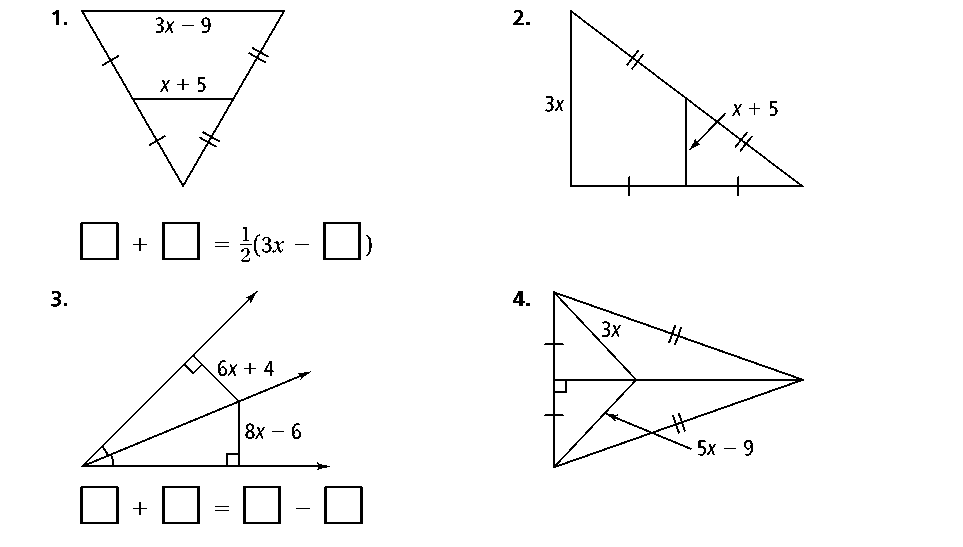 1.
3x − 9
x + 5
□ + □ = ½(3x − □)
2.
3x
x + 5
3.
6x + 4
8x − 6
□ + □ = □ − □
4.
3x
5x − 9